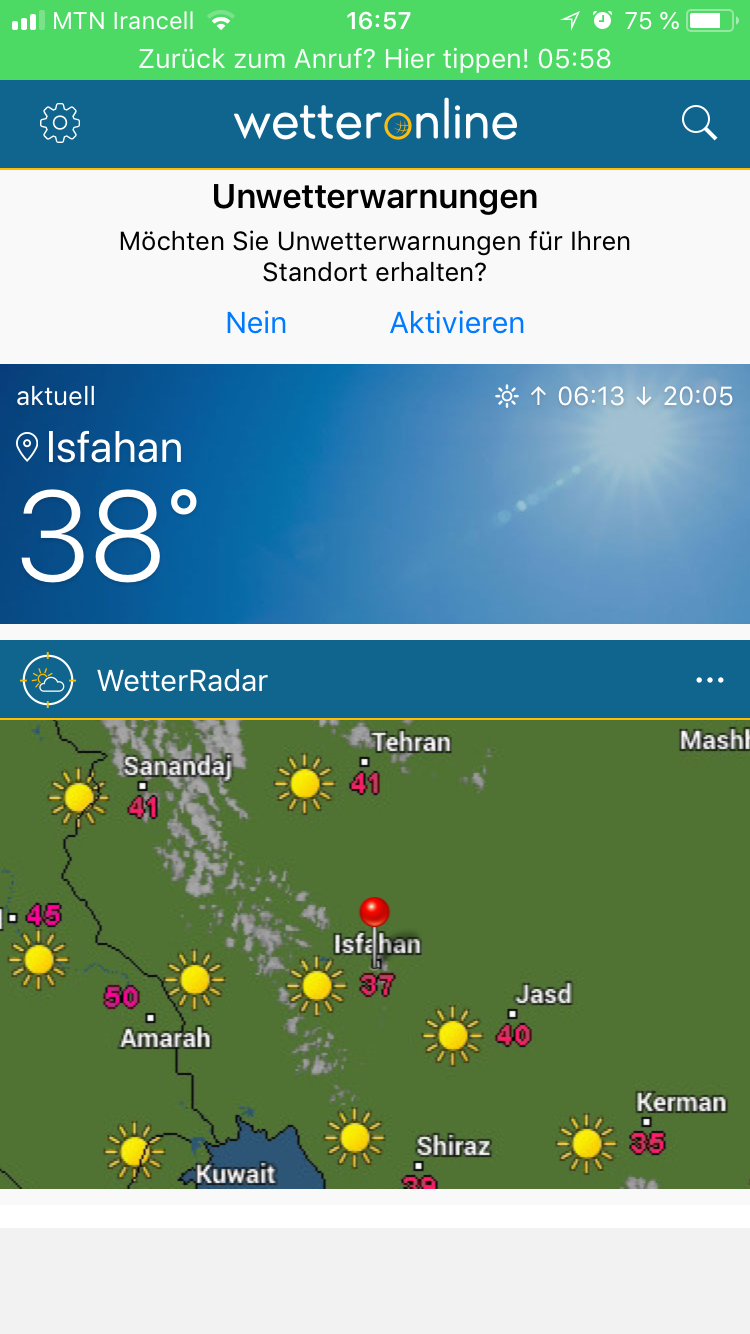 MTN Irancell 16:57 75 %
Zurück zum Anruf? Hier tippen! 05:58
wetteronline
Unwetterwarnungen
Möchten Sie Unwetterwarnungen für Ihren
Standort erhalten?
Nein Aktivieren
aktuell ↑ 06:13 ↓ 20:05
Isfahan
38°
WetterRadar ...
Tehran
Mashh
Sanandaj
41
41
45
Isfahan
37
50
Jasd
Amarah
40
Kerman
35
Shiraz
Kuwait
39